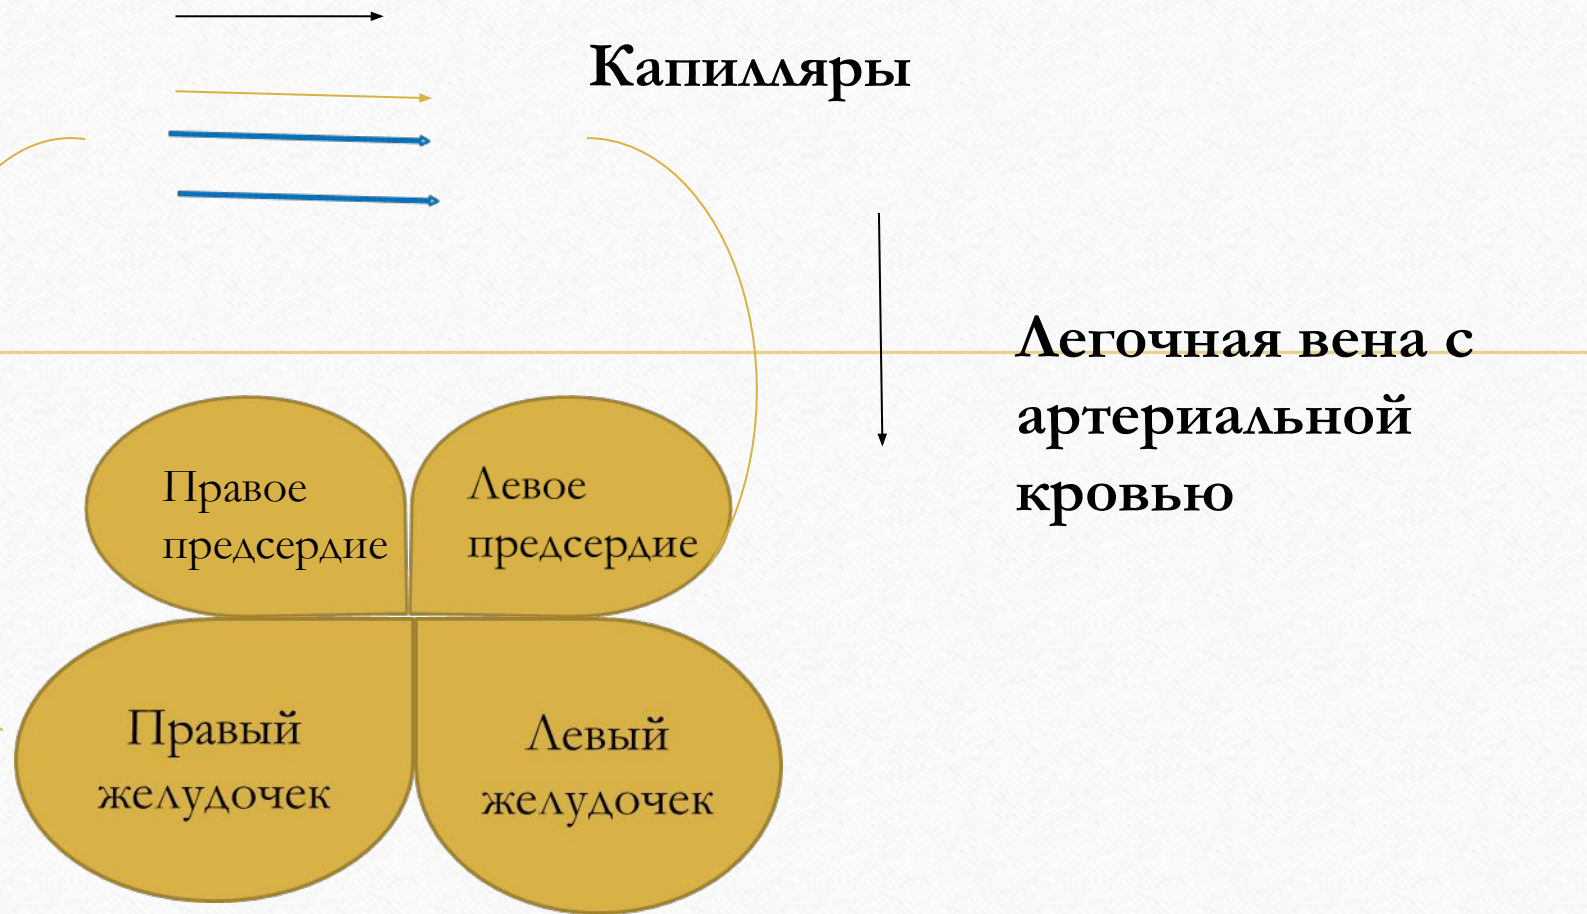 Капилляры
Легочная вена с
артериальной
кровью
Правое
предсердие
Левое
предсердие
Правый
желудочек
Левый
желудочек